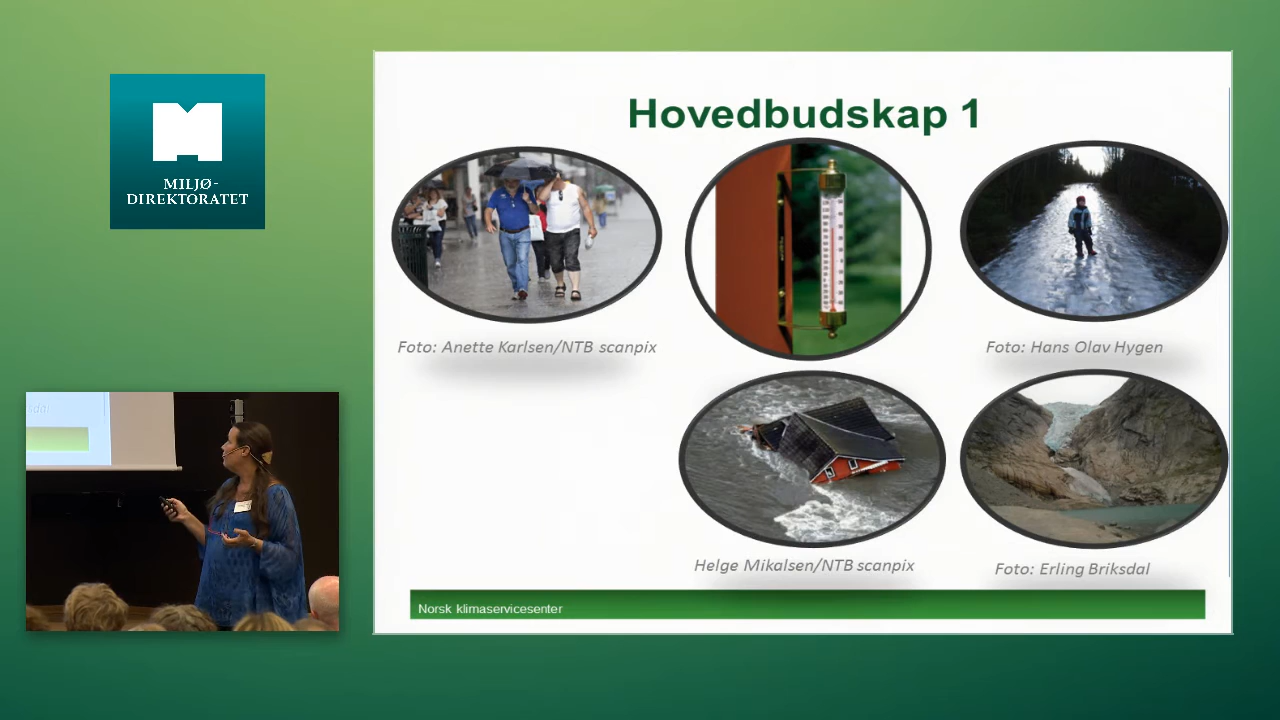 MILJØ-
DIREKTORATET
Hovedbudskap 1
Foto: Anette Karlsen/NTB scanpix
Foto: Hans Olav Hygen
Helge Mikalsen/NTB scanpix
Foto: Erling Briksdal
Norsk klimaservicesenter